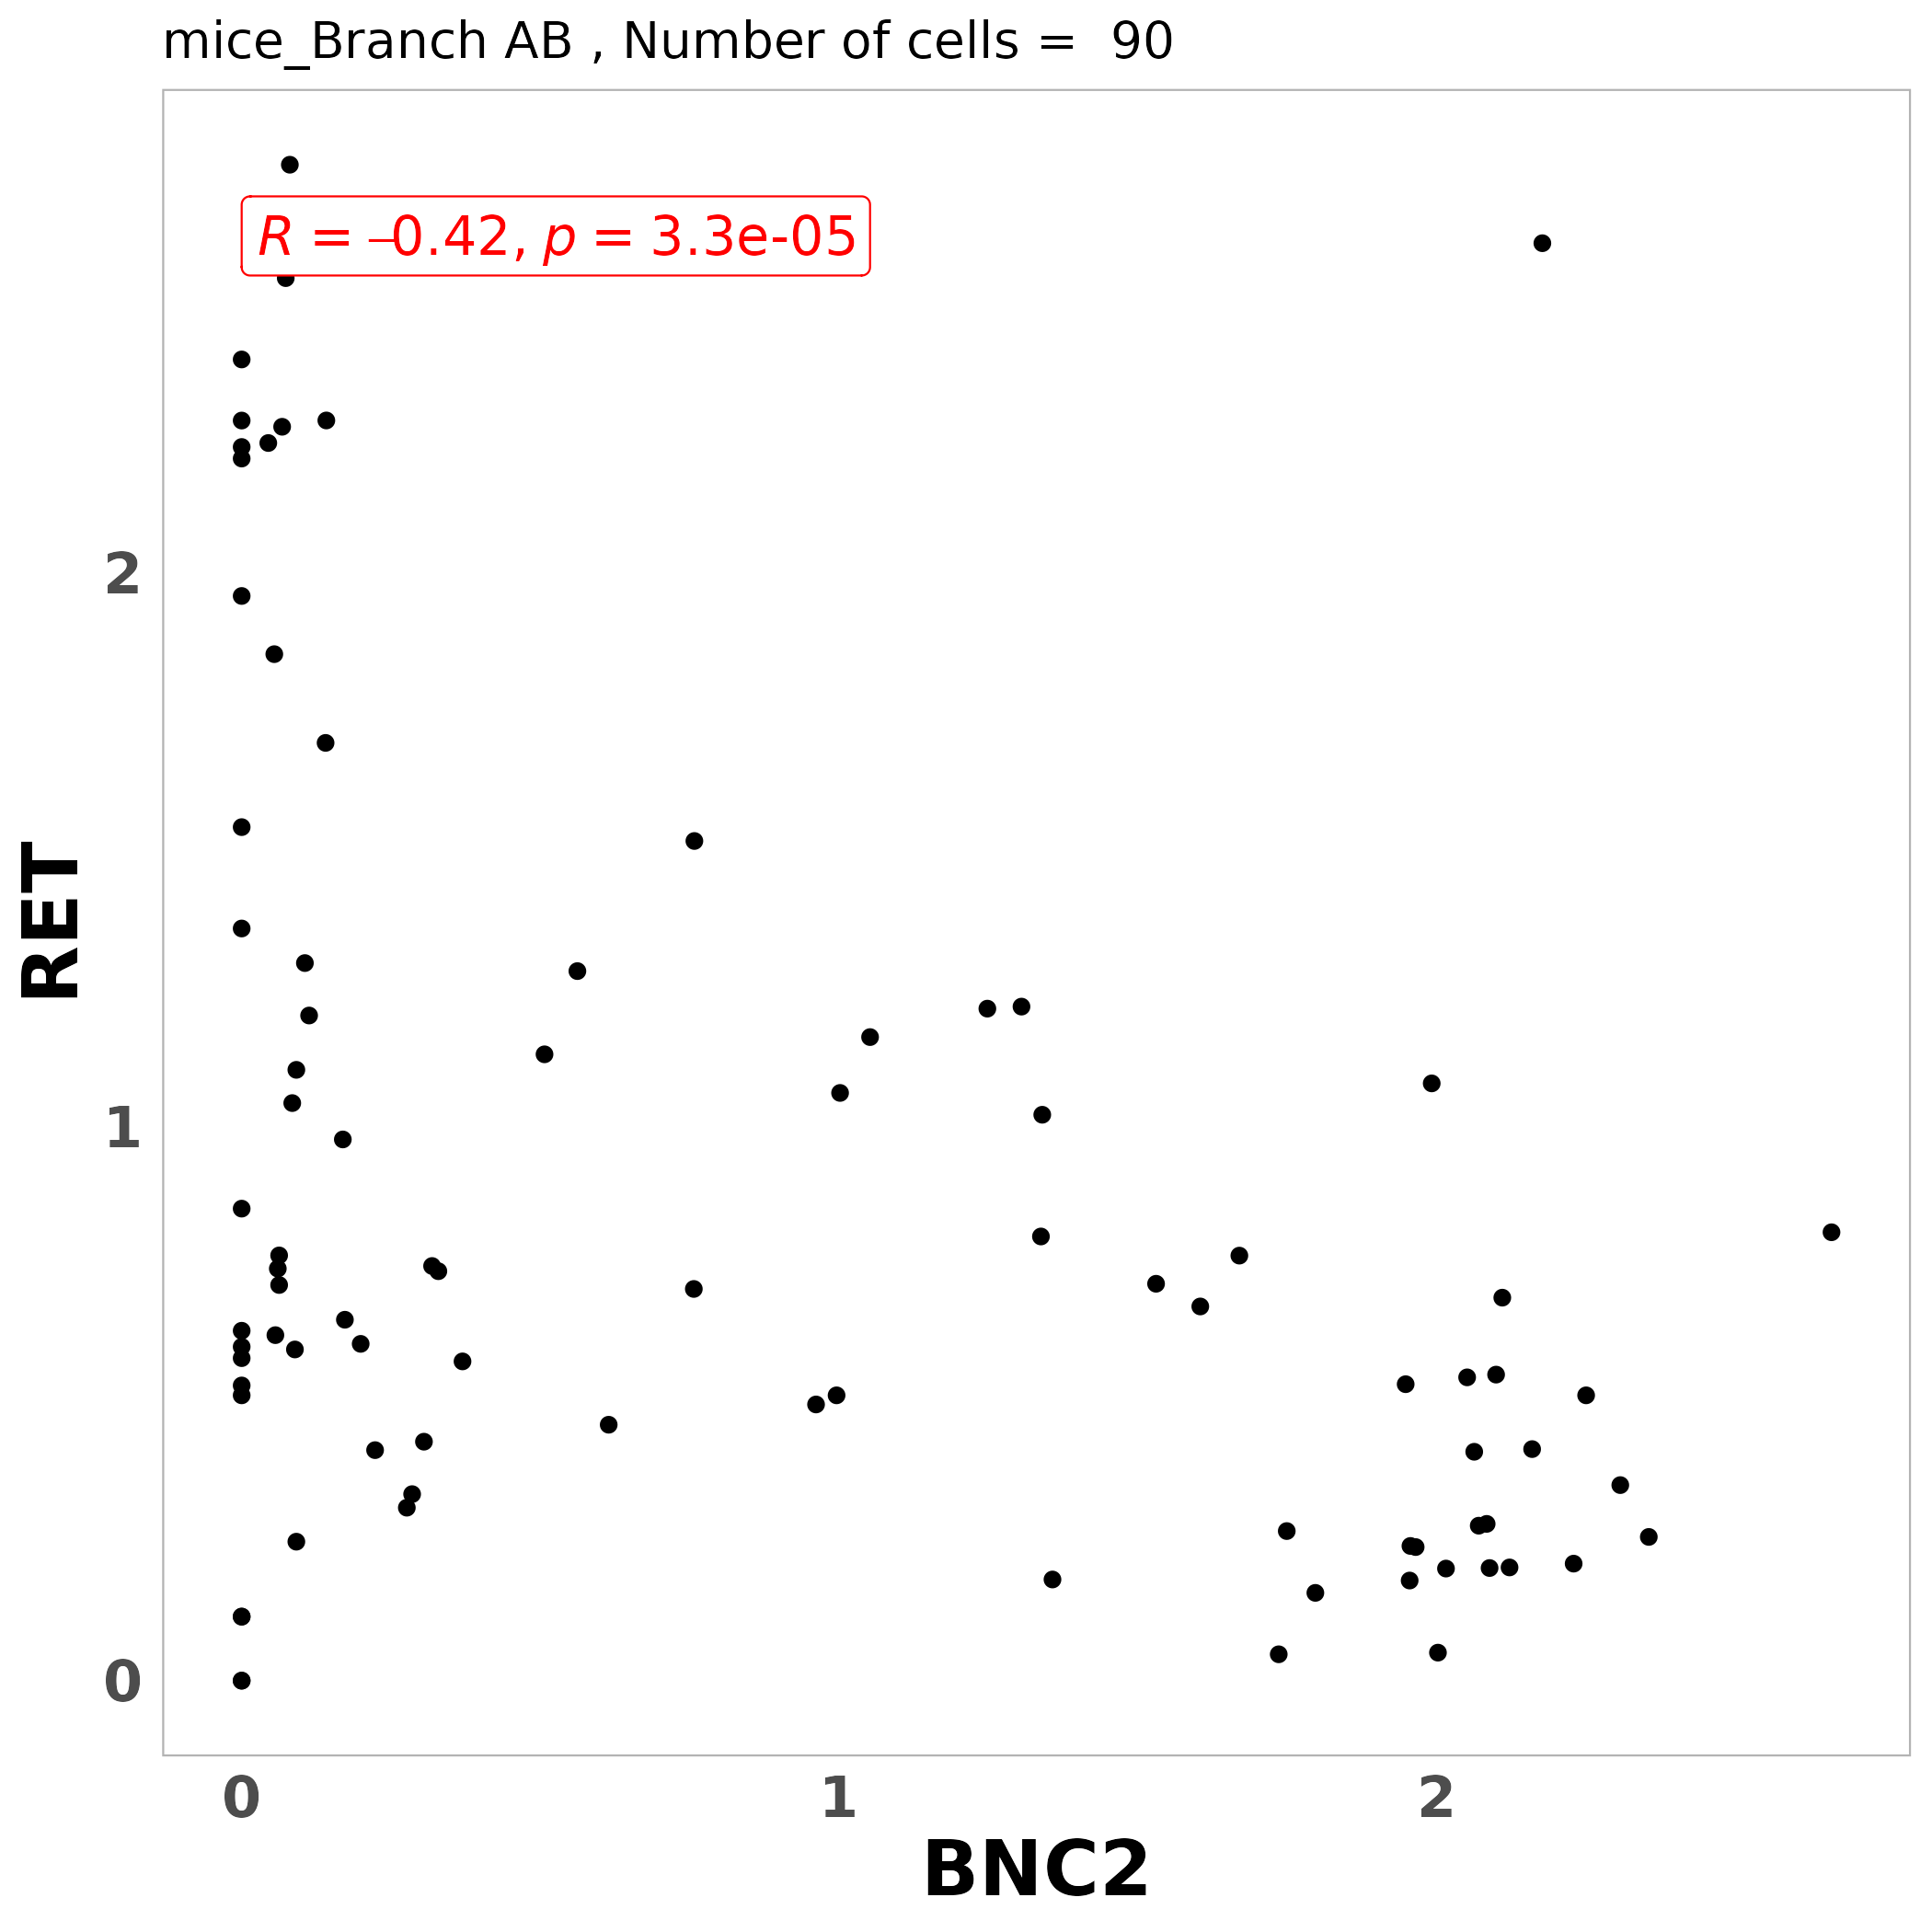 mice_Branch AB , Number of cells =  90
R = –0.42, p = 3.3e-05
2
1
0
RET
0 1 2
BNC2